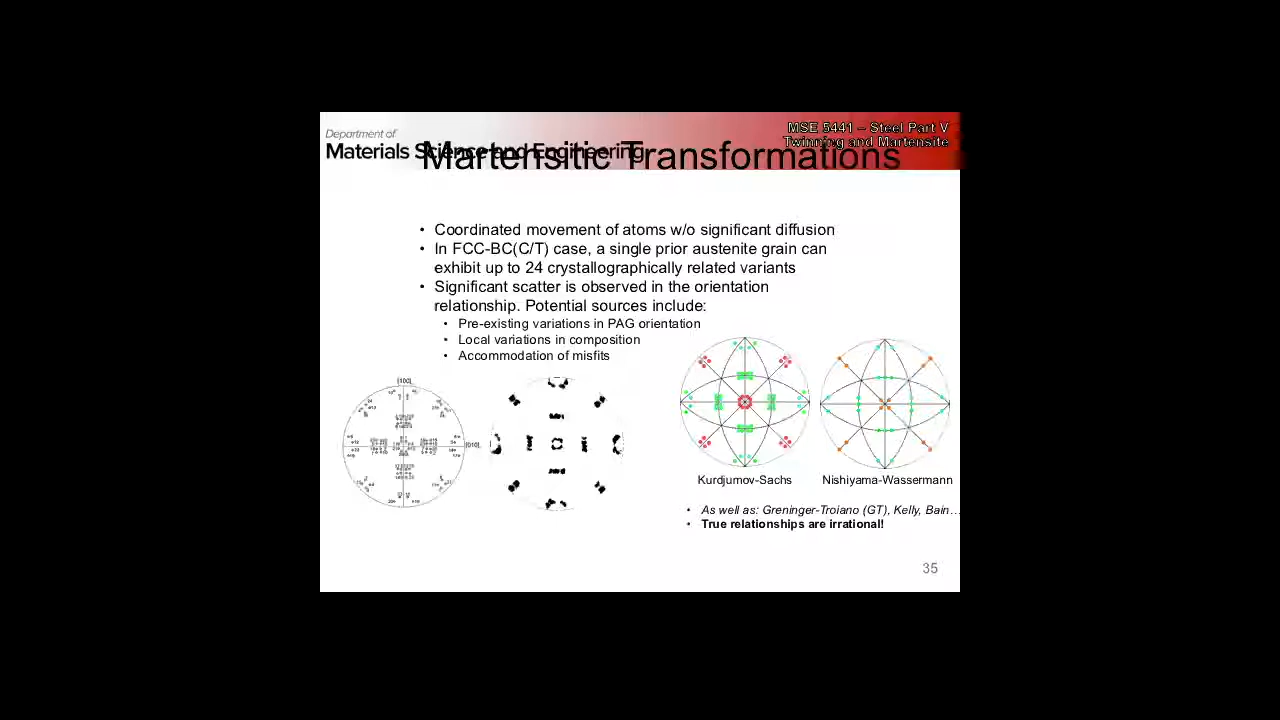 Department of
Materials Science and Engineering
MSE 5441 – Steel Part V
Twinning and Martensite
Martensitic Transformations
• Coordinated movement of atoms w/o significant diffusion
• In FCC-BC(C/T) case, a single prior austenite grain can
exhibit up to 24 crystallographically related variants
• Significant scatter is observed in the orientation
relationship. Potential sources include:
• Pre-existing variations in PAG orientation
• Local variations in composition
• Accommodation of misfits
[100]
[010]
Kurdjumov-Sachs
Nishiyama-Wassermann
• As well as: Greninger-Troiano (GT), Kelly, Bain…
• True relationships are irrational!
35